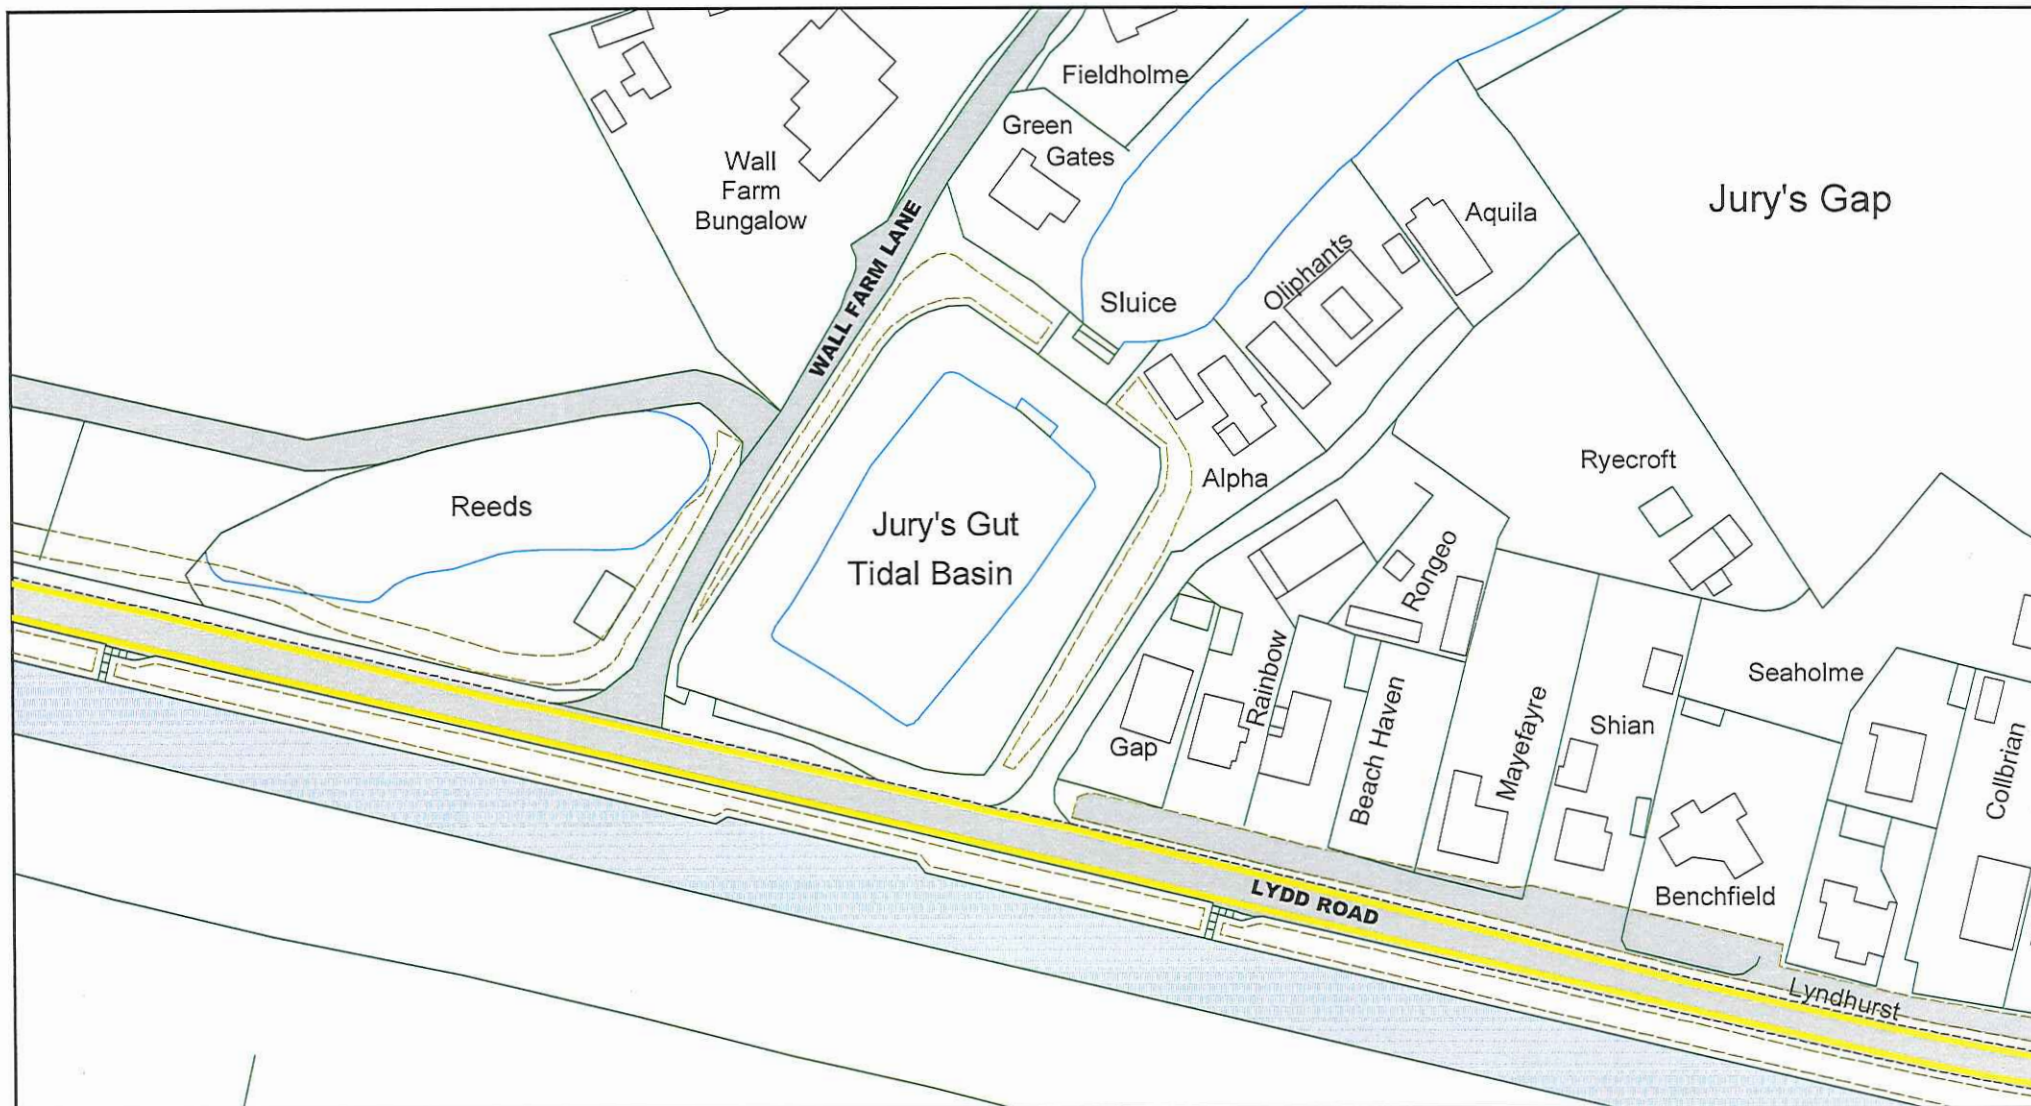 Fieldholme
Green
Gates
Wall
Farm
Bungalow
Jury's Gap
Aquila
WALL FARM LANE
Oliphants
Sluice
Ryecroft
Alpha
Reeds
Jury's Gut
Tidal Basin
Rongeo
Rainbow
Seaholme
Gap
Beach Haven
Mayefayre
Shian
Collbrian
LYDD ROAD
Benchfield
Lyndhurst